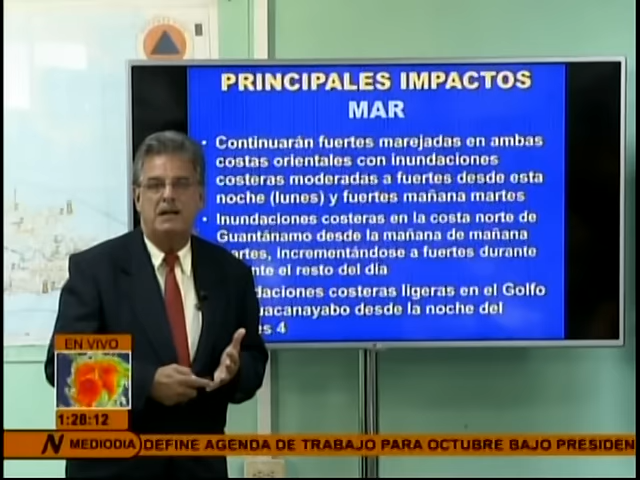 PRINCIPALES IMPACTOS
MAR
• Continuarán fuertes marejadas en ambas
costas orientales con inundaciones
costeras moderadas a fuertes desde esta
noche (lunes) y fuertes mañana martes
• Inundaciones costeras en la costa norte de
Guantánamo desde la mañana de mañana
Incrementándose a fuertes durante
el resto del día
costeras ligeras en el Golfo
desde la noche del
4
EN VIVO
1:28:12
N MEDIODIA DEFINE AGENDA DE TRABAJO PARA OCTUBRE BAJO PRESIDEN